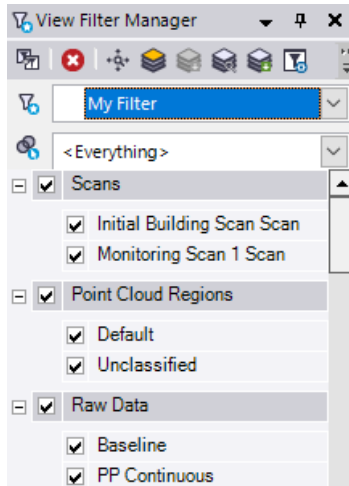 View Filter Manager
My Filter
<Everything>
Scans
Initial Building Scan Scan
Monitoring Scan 1 Scan
Point Cloud Regions
Default
Unclassified
Raw Data
Baseline
PP Continuous